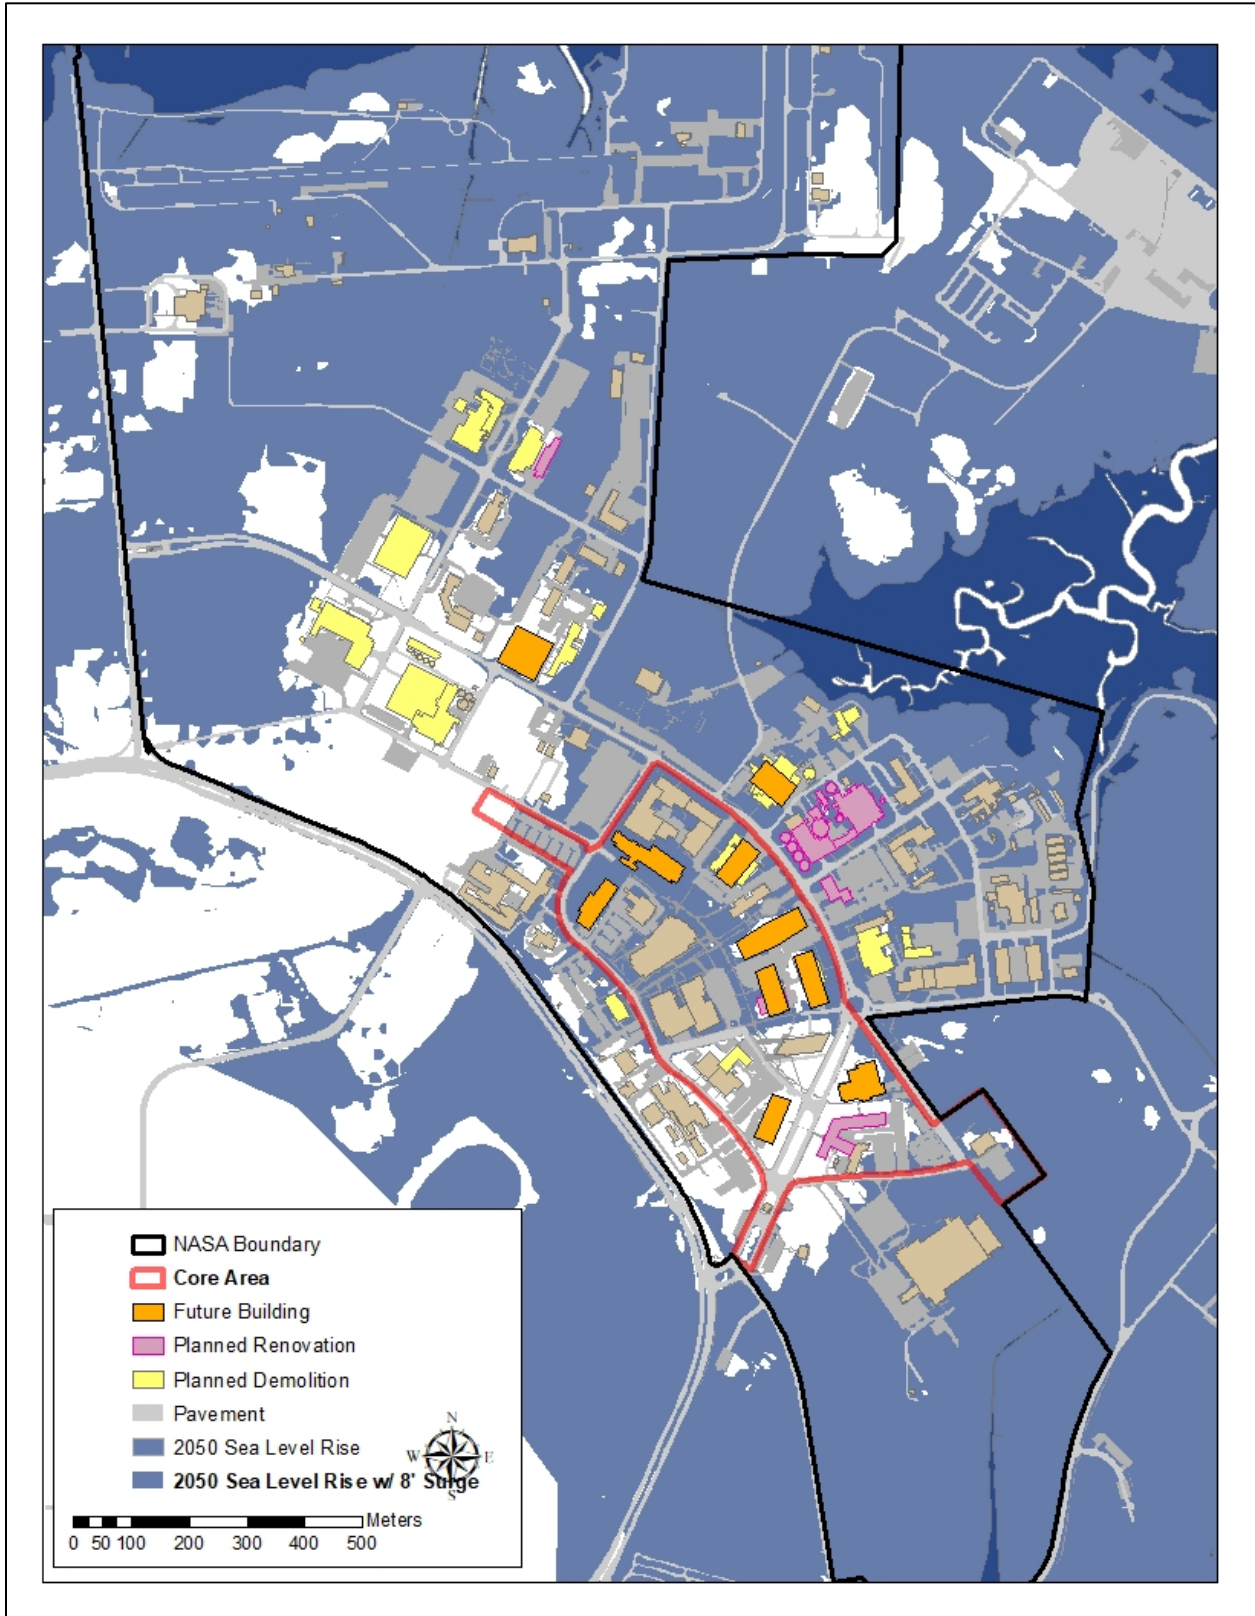 NASA Boundary
Core Area
Future Building
Planned Renovation
Planned Demolition
Pavement
2050 Sea Level Rise
2050 Sea Level Rise w/ 8' Surge
N
W E
S
Meters
0 50 100 200 300 400 500